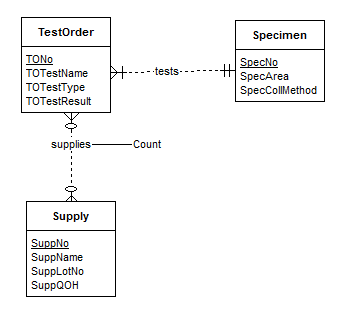 TestOrder
TONo
TOTestName
TOTestType
TOTestResult
tests
Specimen
SpecNo
SpecArea
SpecCollMethod
supplies
Count
Supply
SuppNo
SuppName
SuppLotNo
SuppQOH